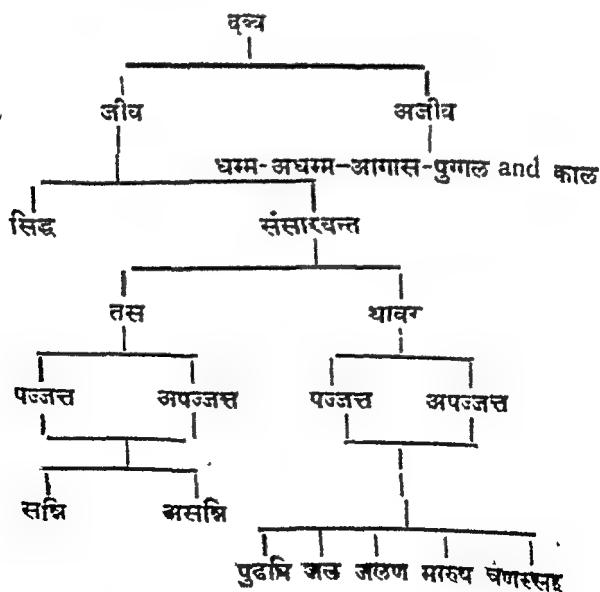 दव्व
जीव अजीव
धम्म-अधम्म-आगास-पुग्गल and काल
सिद्ध संसारवन्त
तस थावर
पज्जत्त अपज्जत्त पज्जत्त अपज्जत्त
सन्नि असन्नि
पुढवि जल जलण मारुय वणस्सइ